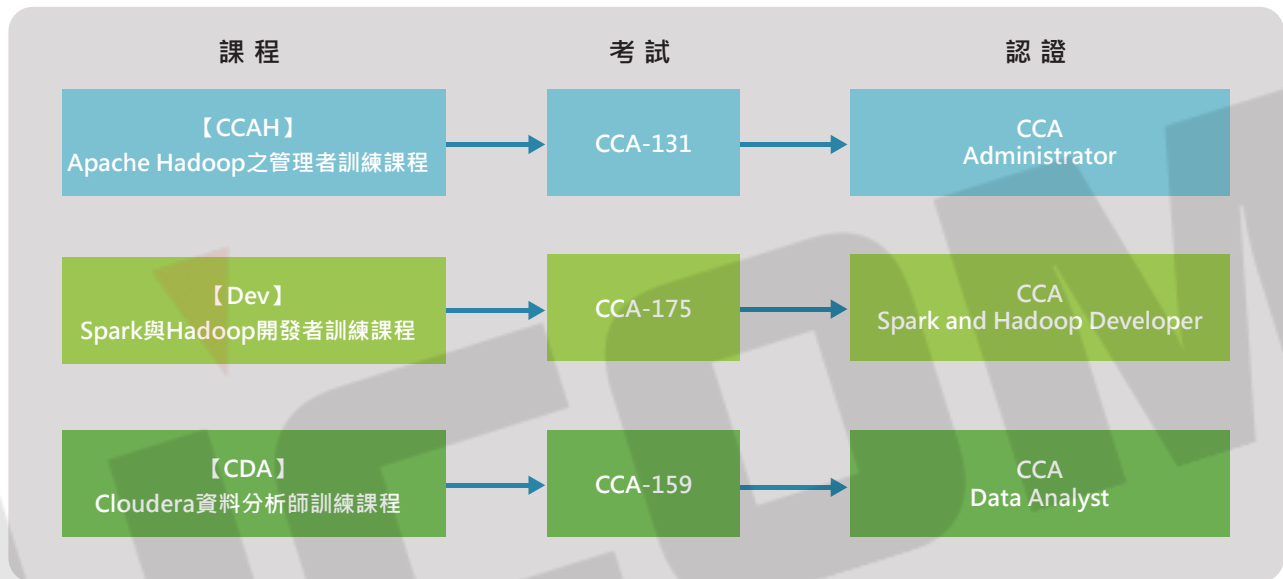 課程
考試
認證
【CCAH】
Apache Hadoop之管理者訓練課程
CCA-131
CCA
Administrator
【Dev】
Spark與Hadoop開發者訓練課程
CCA-175
CCA
Spark and Hadoop Developer
【CDA】
Cloudera資料分析師訓練課程
CCA-159
CCA
Data Analyst